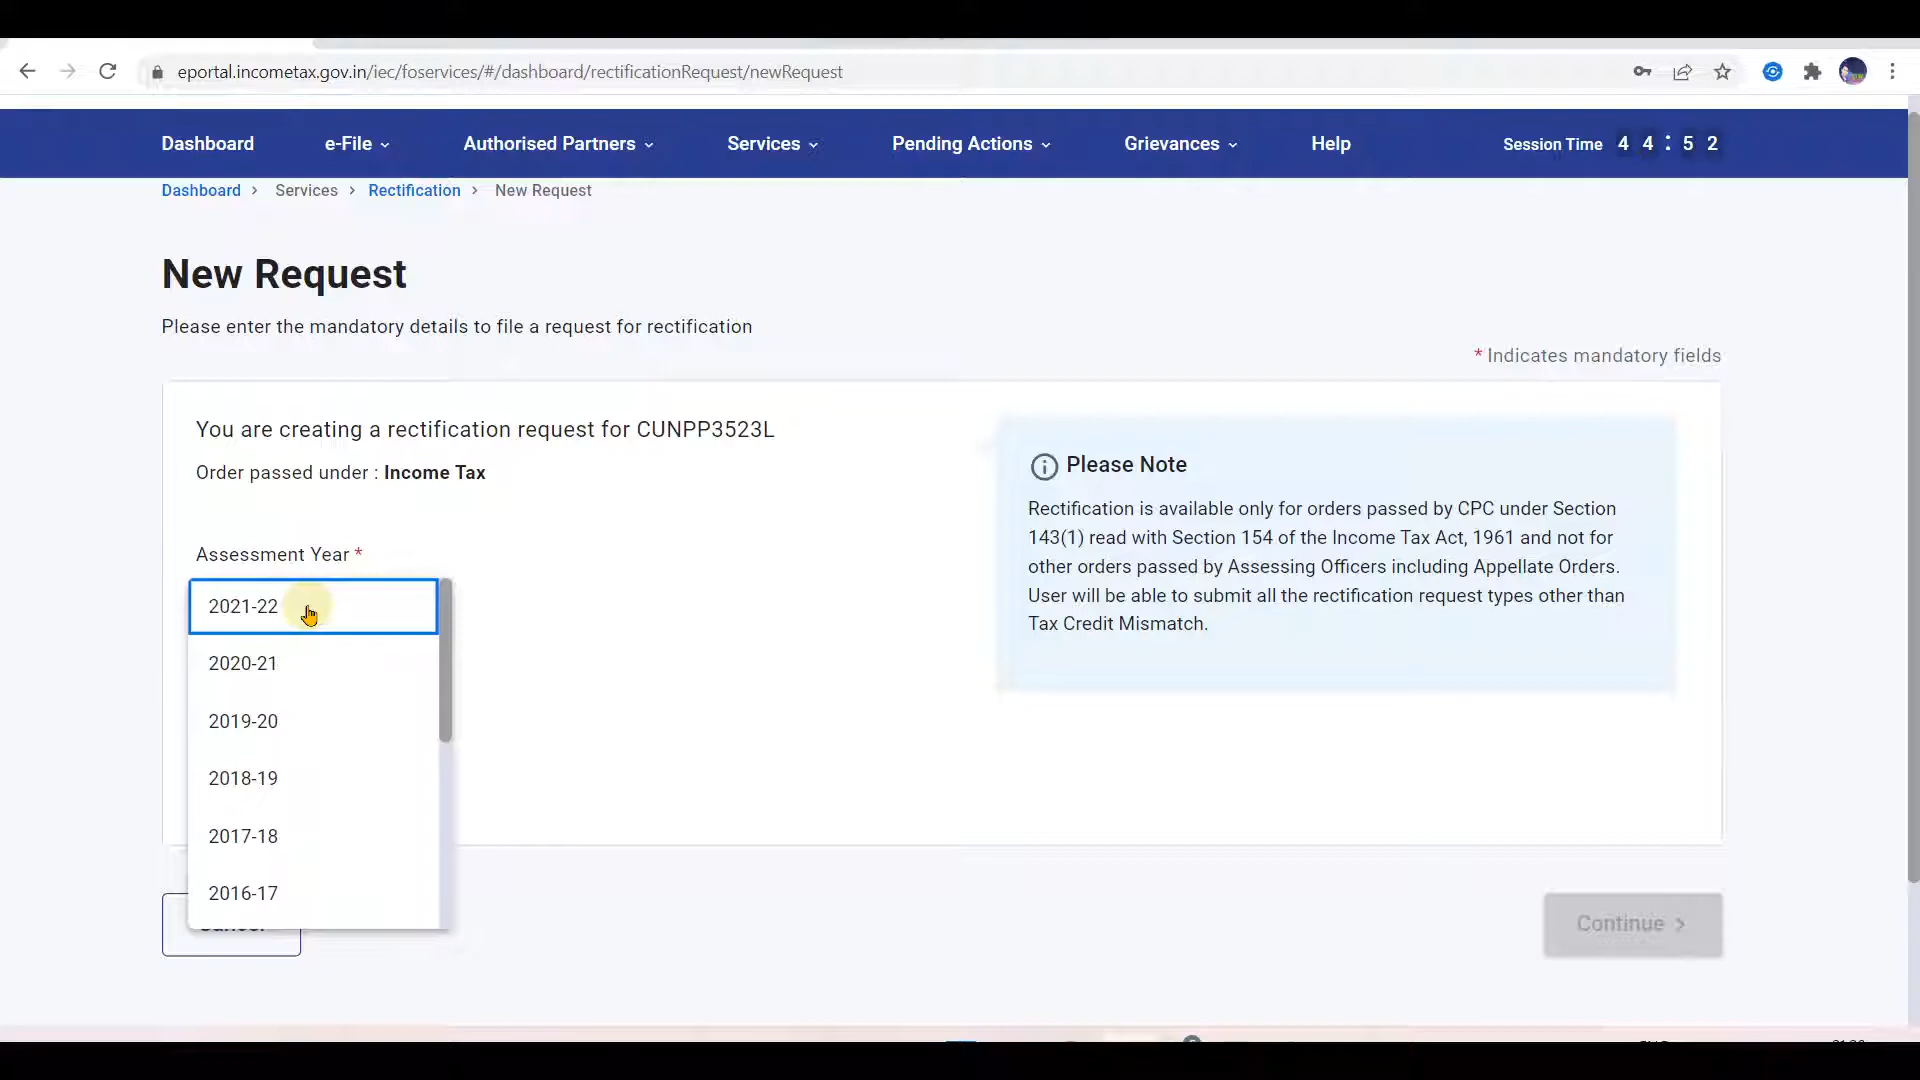 eportal.incometax.gov.in/iec/foservices/#/dashboard/rectificationRequest/newRequest
Dashboard e-File Authorised Partners Services Pending Actions Grievances Help Session Time 4 4 : 5 2
Dashboard > Services > Rectification > New Request
New Request
Please enter the mandatory details to file a request for rectification
* Indicates mandatory fields
You are creating a rectification request for CUNPP3523L
Order passed under : Income Tax
Assessment Year *
2021-22
2020-21
2019-20
2018-19
2017-18
2016-17
Please Note
Rectification is available only for orders passed by CPC under Section
143(1) read with Section 154 of the Income Tax Act, 1961 and not for
other orders passed by Assessing Officers including Appellate Orders.
User will be able to submit all the rectification request types other than
Tax Credit Mismatch.
Continue >